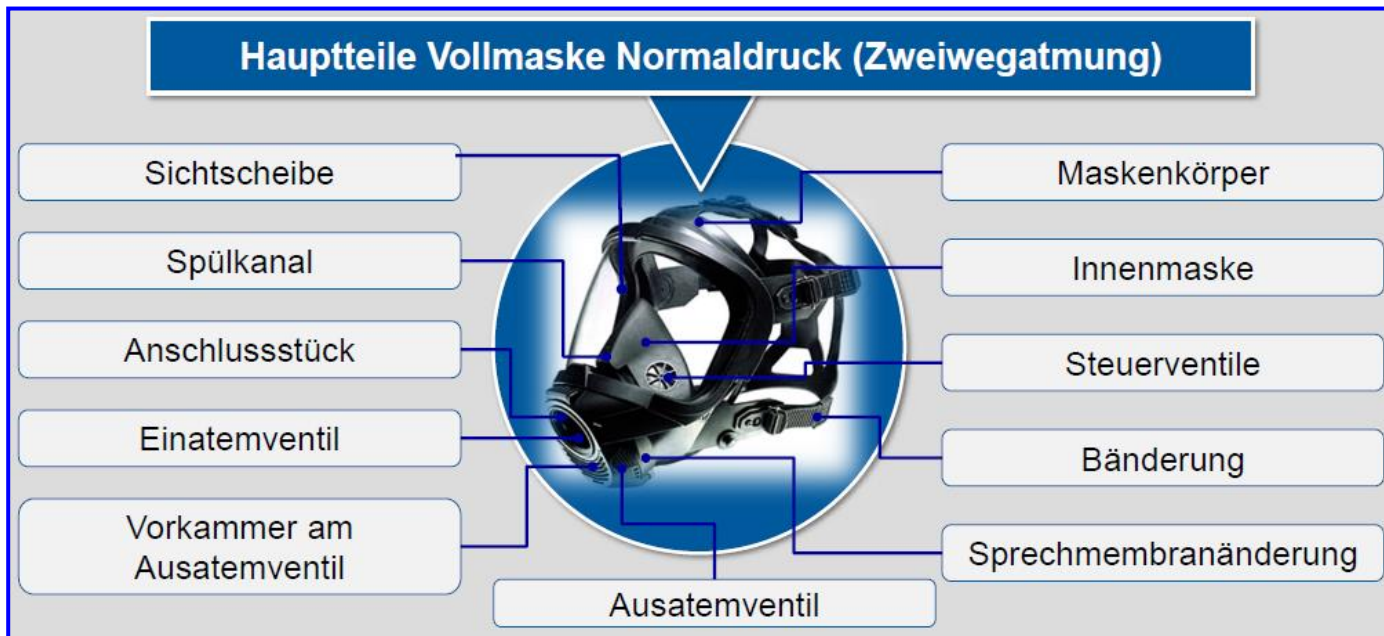 Hauptteile Vollmaske Normaldruck (Zweiwegatmung)
Sichtscheibe
Spülkanal
Anschlussstück
Einatemventil
Vorkammer am
Ausatemventil
Ausatemventil
Maskenkörper
Innenmaske
Steuerventile
Bänderung
Sprechmembranänderung